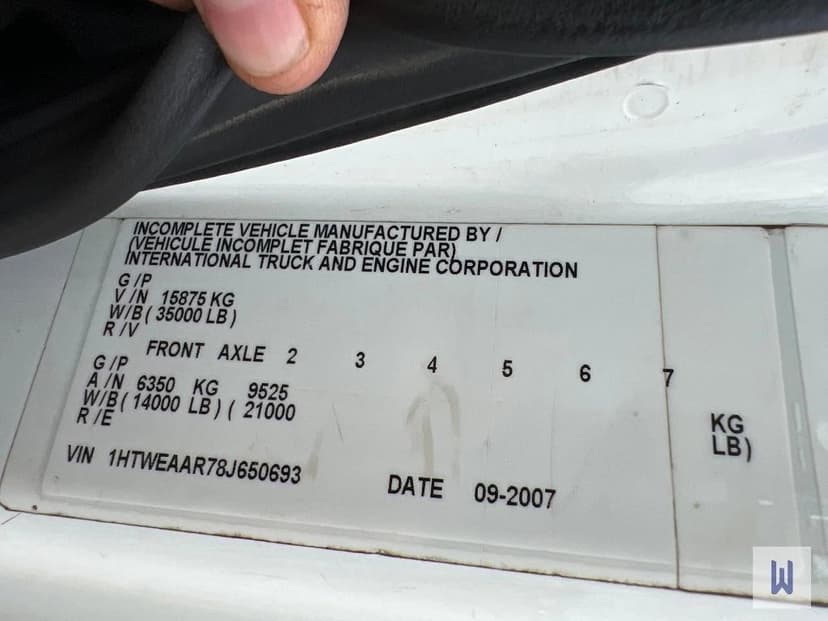 INCOMPLETE VEHICLE MANUFACTURED BY /
(VEHICULE INCOMPLET FABRIQUE PAR)
INTERNATIONAL TRUCK AND ENGINE CORPORATION
G /P
V /N 15875 KG
W/B ( 35000 LB )
R /V
FRONT AXLE 2 3 4 5 6 7
G /P
A /N 6350 KG 9525 KG
W/B ( 14000 LB ) ( 21000 LB)
R /E
VIN 1HTWEAAR78J650693 DATE 09-2007
W